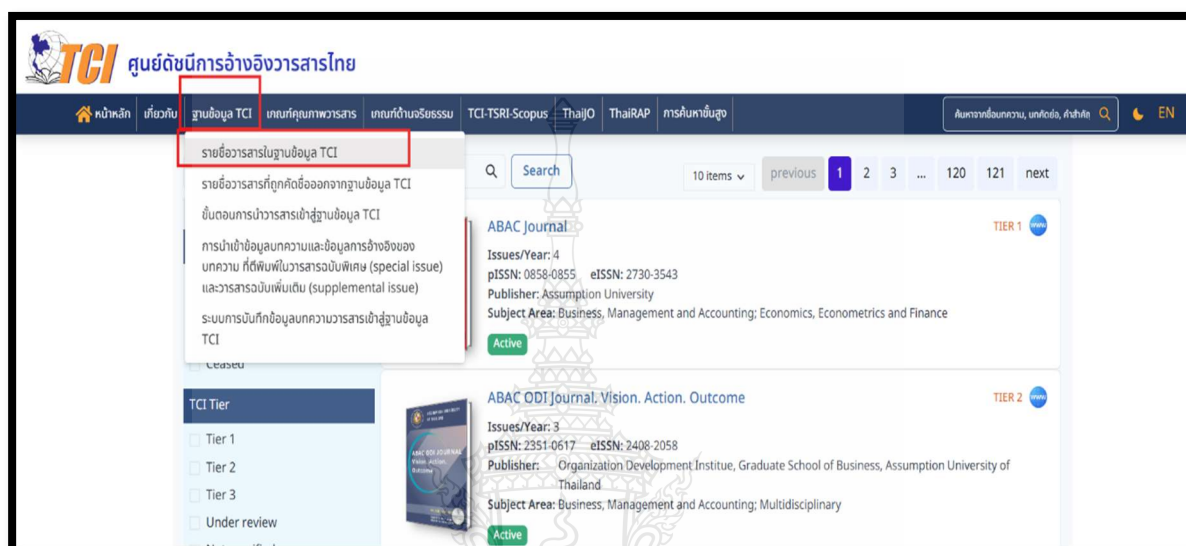 TCI ศูนย์ดัชนีการอ้างอิงวารสารไทย
หน้าหลัก เกี่ยวกับ ฐานข้อมูล TCI เกณฑ์คุณภาพวารสาร เกณฑ์ด้านจริยธรรม TCI-TSRI-Scopus ThaiJO ThaiRAP การค้นหาขั้นสูง ค้นหาจากชื่อบทความ, บทคัดย่อ, คำสำคัญ EN
รายชื่อวารสารในฐานข้อมูล TCI
รายชื่อวารสารที่ถูกคัดชื่อออกจากฐานข้อมูล TCI
ขั้นตอนการนำวารสารเข้าสู่ฐานข้อมูล TCI
การนำเข้าข้อมูลบทความและข้อมูลการอ้างอิงของ
บทความ ที่ตีพิมพ์ในวารสารฉบับพิเศษ (special issue)
และวารสารฉบับเพิ่มเติม (supplemental issue)
ระบบการบันทึกข้อมูลบทความวารสารเข้าสู่ฐานข้อมูล
TCI
Search 10 items previous 1 2 3 ... 120 121 next
ABAC Journal TIER 1
Issues/Year: 4
pISSN: 0858-0855 eISSN: 2730-3543
Publisher: Assumption University
Subject Area: Business, Management and Accounting; Economics, Econometrics and Finance
Active
Ceased
TCI Tier
Tier 1
Tier 2
Tier 3
Under review
ABAC ODI JOURNAL
Vision. Action.
Outcome
ABAC ODI Journal. Vision. Action. Outcome TIER 2
Issues/Year: 3
pISSN: 2351-0617 eISSN: 2408-2058
Publisher: Organization Development Institue, Graduate School of Business, Assumption University of
Thailand
Subject Area: Business, Management and Accounting; Multidisciplinary
Active